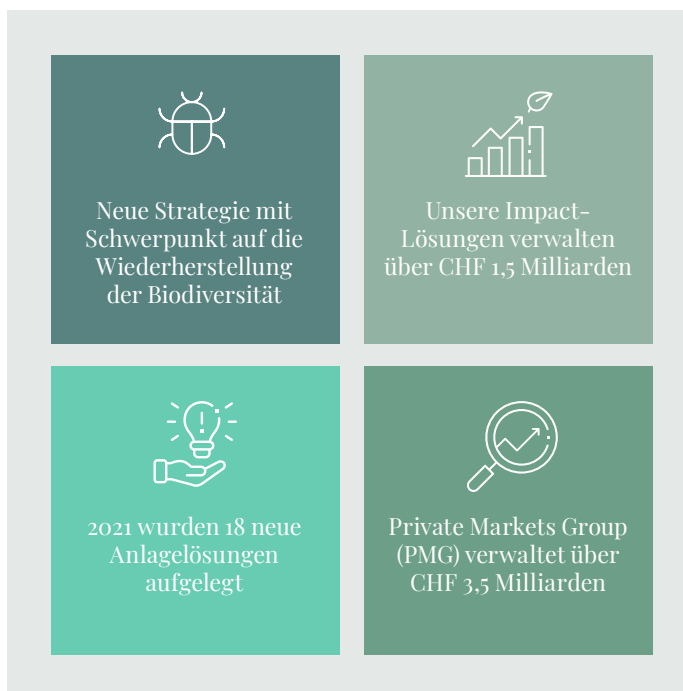 Neue Strategie mit
Schwerpunkt auf die
Wiederherstellung
der Biodiversität
Unsere Impact-
Lösungen verwalten
über CHF 1,5 Milliarden
2021 wurden 18 neue
Anlagelösungen
aufgelegt
Private Markets Group
(PMG) verwaltet über
CHF 3,5 Milliarden